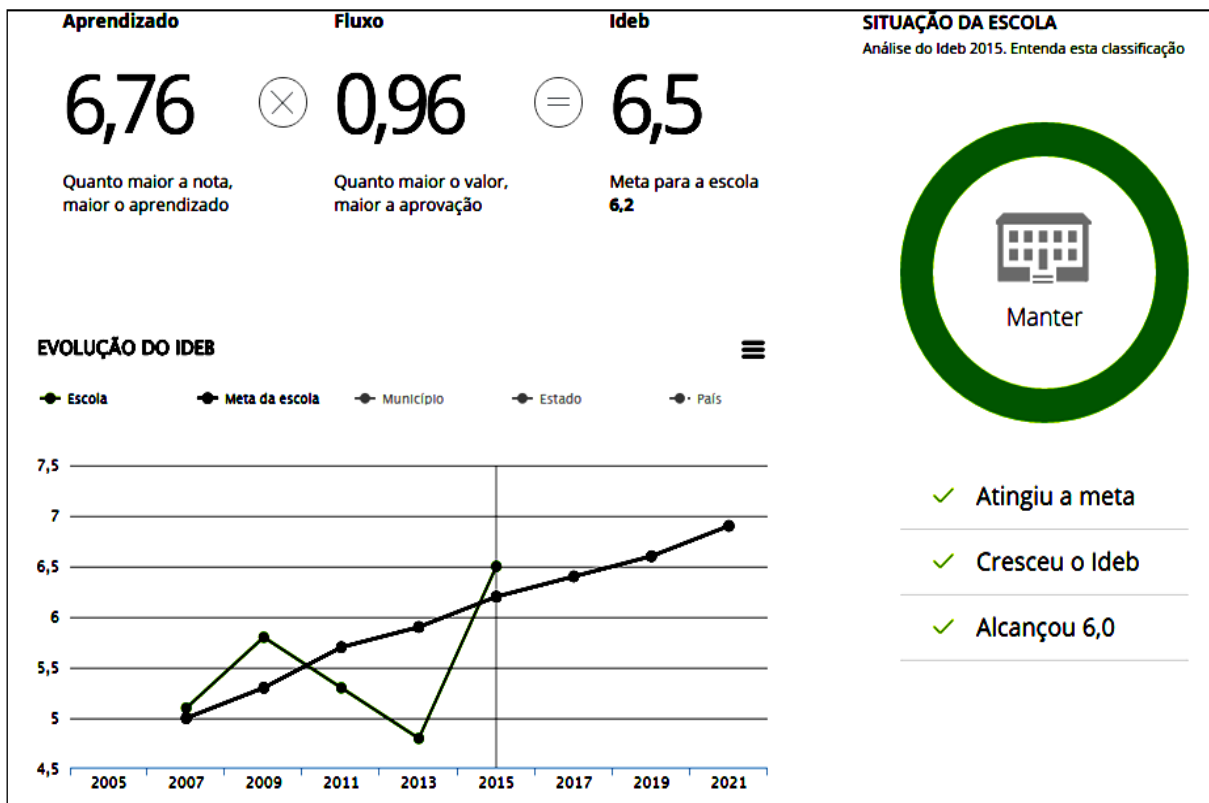 Aprendizado
Fluxo
Ideb
6,76
0,96
6,5
Quanto maior a nota,
maior o aprendizado
Quanto maior o valor,
maior a aprovação
Meta para a escola
6,2
SITUAÇÃO DA ESCOLA
Análise do Ideb 2015. Entenda esta classificação
Manter
Atingiu a meta
Cresceu o Ideb
Alcançou 6,0
EVOLUÇÃO DO IDEB
Escola
Meta da escola
Município
Estado
País
7,5
7
6,5
6
5,5
5
4,5
2005
2007
2009
2011
2013
2015
2017
2019
2021